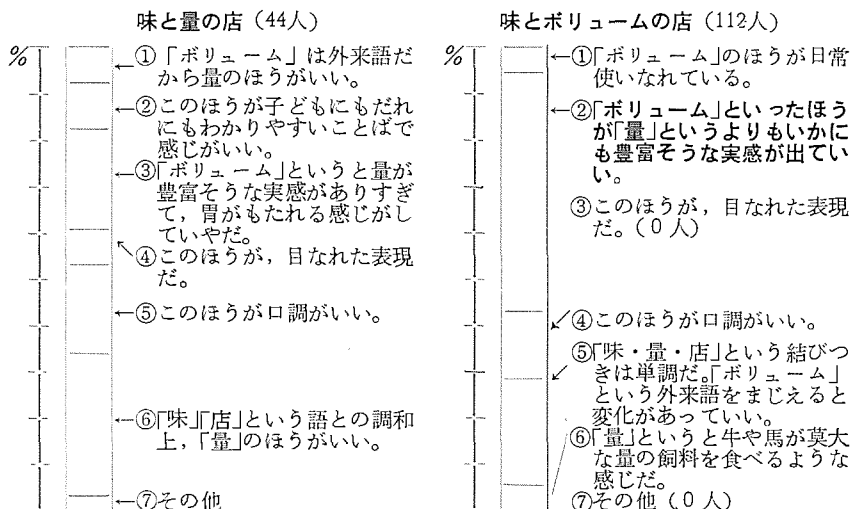 味と量の店(44人)
%
①「ボリューム」は外来語だ
から量のほうがいい。
②このほうが子どもにもだれ
にもわかりやすいことばで
感じがいい。
③「ボリューム」というと量が
豊富そうな実感がありすぎ
て,胃がもたれる感じがし
ていやだ。
④このほうが,目なれた表現
だ。
⑤このほうが口調がいい。
⑥「味」「店」という語との調和
上,「量」のほうがいい。
⑦その他
味とボリュームの店(112人)
%
①「ボリューム」のほうが日常
使いなれている。
②「ボリューム」といったほう
が「量」というよりもいかに
も豊富そうな実感が出てい
い。
③このほうが,目なれた表現
だ。(0人)
④このほうが口調がいい。
⑤「味・量・店」という結びつ
きは単調だ。「ボリューム」
という外来語をまじえると
変化があっていい。
⑥「量」というと牛や馬が莫大
な量の飼料を食べるような
感じだ。
⑦その他(0人)